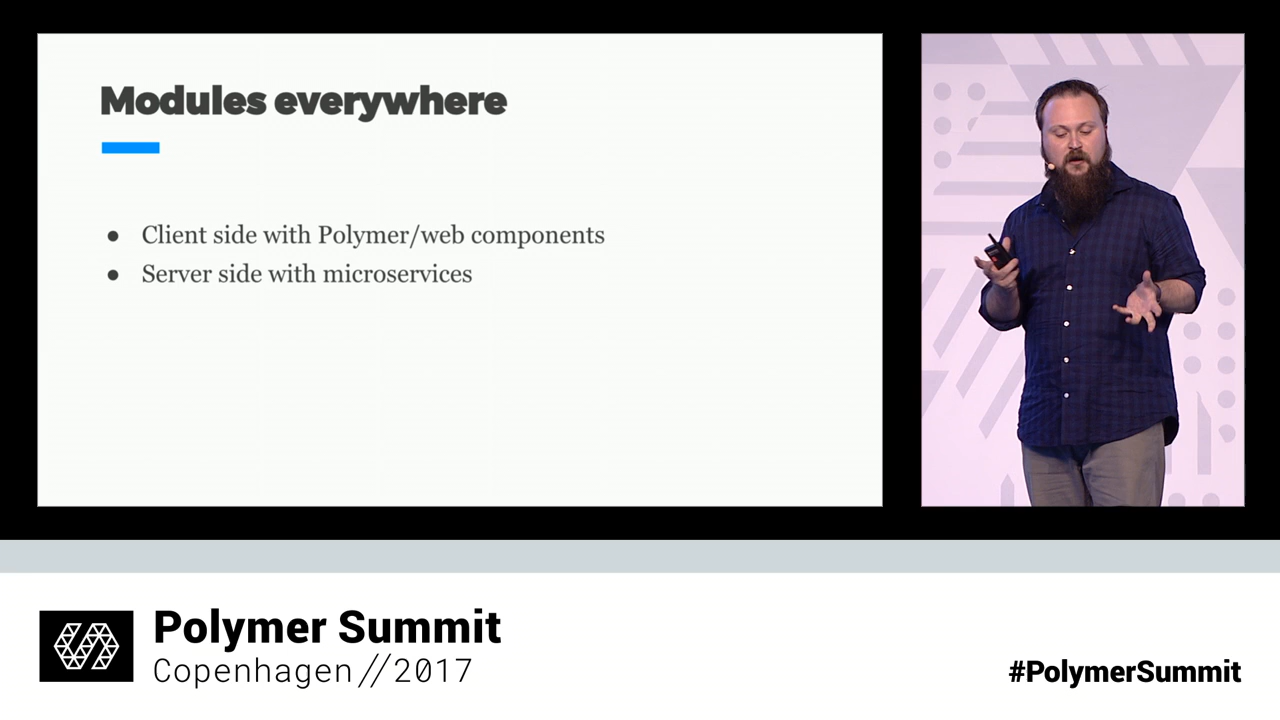 Modules everywhere
● Client side with Polymer/web components
● Server side with microservices
Polymer Summit
Copenhagen//2017
#PolymerSummit